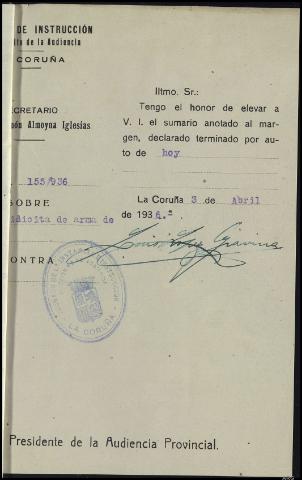 DE INSTRUCCIÓN
de la Audiencia
CORUÑA
SECRETARIO
Almoyna Iglesias
155/936
SOBRE
ilicita de arma de
CONTRA
Iltmo. Sr.:
Tengo el honor de elevar a
V. I. el sumario anotado al mar-
gen, declarado terminado por au-
to de hoy
La Coruña 3 de Abril
de 1936.=
LA CORUÑA
Presidente de la Audiencia Provincial.